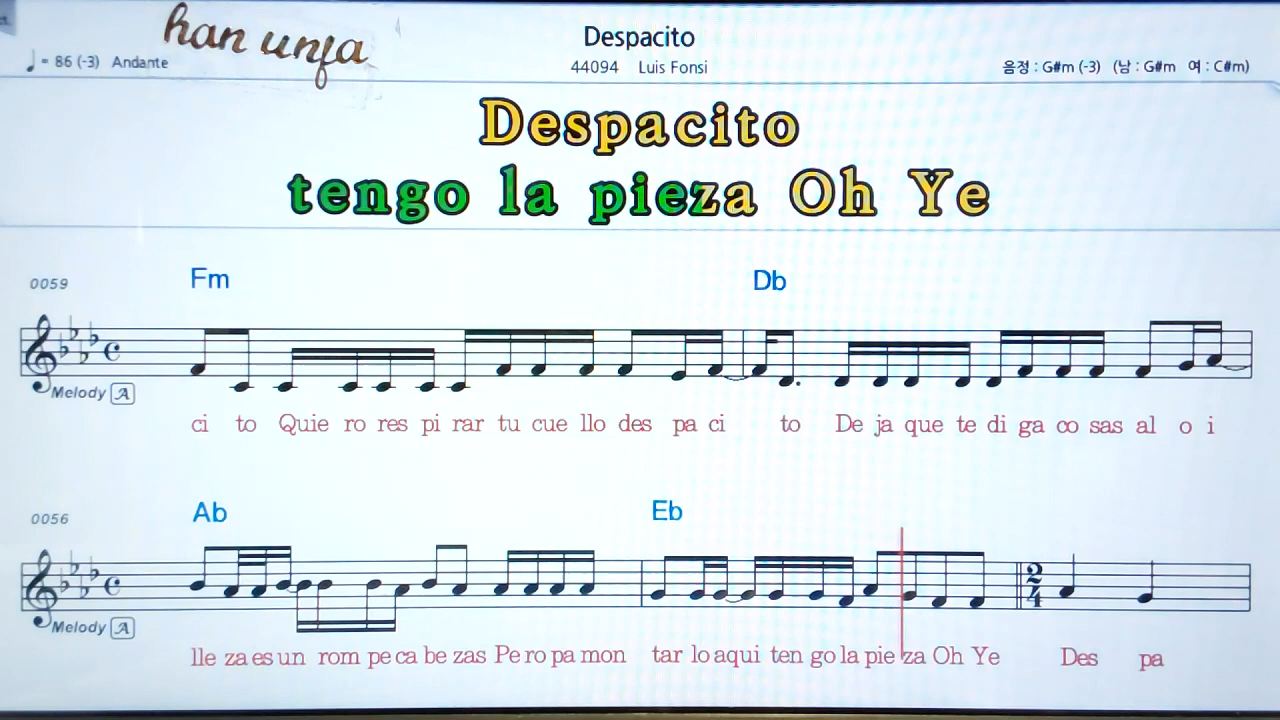 han unfa
Despacito
♩ = 86 (-3) Andante
44094 Luis Fonsi
음정 : G#m (-3) (남 : G#m 여 : C#m)
Despacito
tengo la pieza Oh Ye
0059
Fm Db
Melody A
ci to Quie ro res pi rar tu cue llo des pa ci to De ja que te di ga co sas al o i
0056
Ab Eb
2
4
Melody A
lle za es un rom pe ca be zas Pe ro pa mon tar lo aqui ten go la pie za Oh Ye Des pa